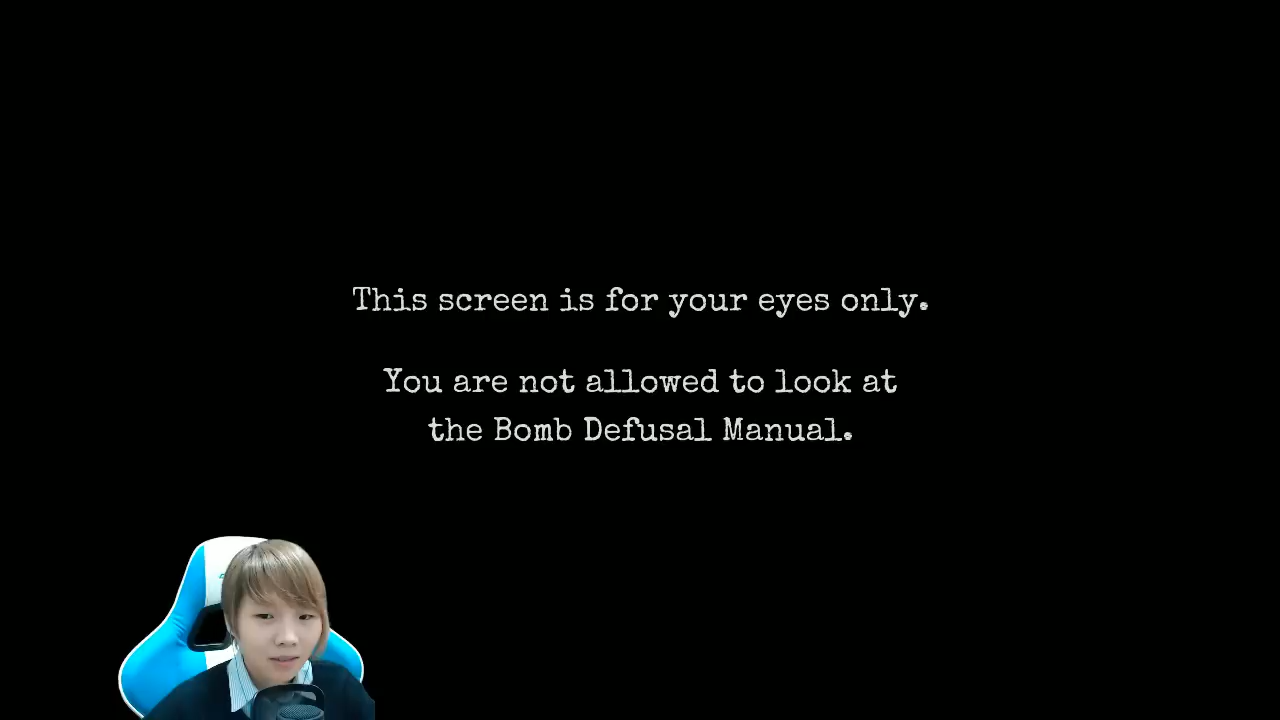 This screen is for your eyes only.
You are not allowed to look at
the Bomb Defusal Manual.